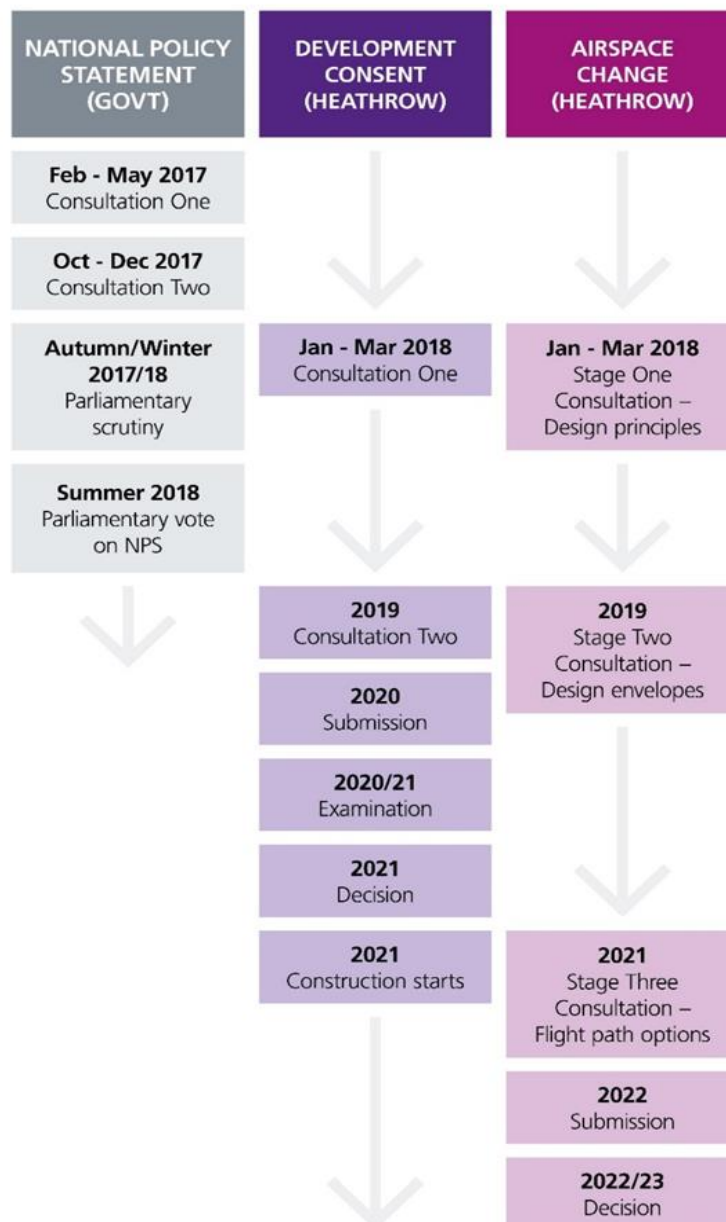 NATIONAL POLICY
STATEMENT
(GOVT)
Feb - May 2017
Consultation One
Oct - Dec 2017
Consultation Two
Autumn/Winter
2017/18
Parliamentary
scrutiny
Summer 2018
Parliamentary vote
on NPS
DEVELOPMENT
CONSENT
(HEATHROW)
Jan - Mar 2018
Consultation One
2019
Consultation Two
2020
Submission
2020/21
Examination
2021
Decision
2021
Construction starts
AIRSPACE
CHANGE
(HEATHROW)
Jan - Mar 2018
Stage One
Consultation –
Design principles
2019
Stage Two
Consultation –
Design envelopes
2021
Stage Three
Consultation –
Flight path options
2022
Submission
2022/23
Decision